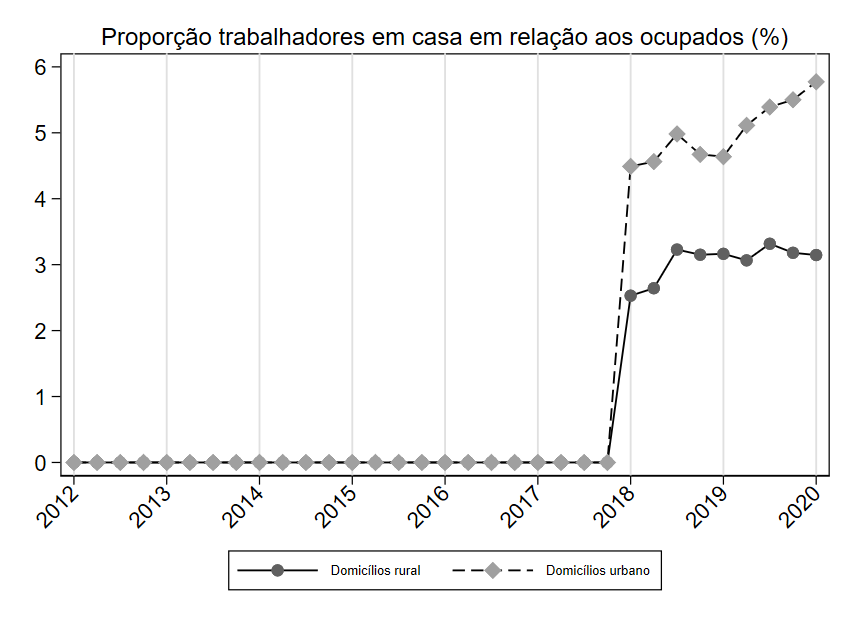 Proporção trabalhadores em casa em relação aos ocupados (%)
6
5
4
3
2
1
0
2012 2013 2014 2015 2016 2017 2018 2019 2020
Domicílios rural Domicílios urbano